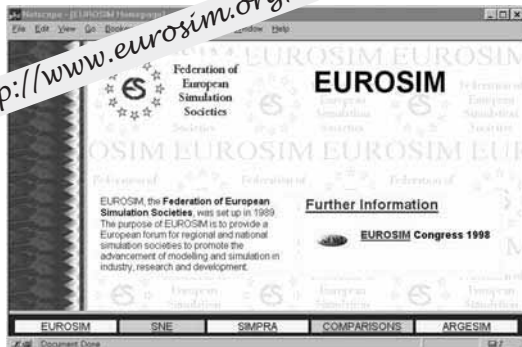 Netscape - [EUROSIM Homepage]
File Edit View Go Window Help
p://www.eurosim.org/
Federation of
European
Simulation
Societies
EUROSIM
EUROSIM, the Federation of European
Simulation Societies, was set up in 1989.
The purpose of EUROSIM is to provide a
European forum for regional and national
simulation societies to promote the
advancement of modelling and simulation in
industry, research and development.
Further Information
EUROSIM Congress 1998
EUROSIM SNE SIMPRA COMPARISONS ARGESIM
Document Done